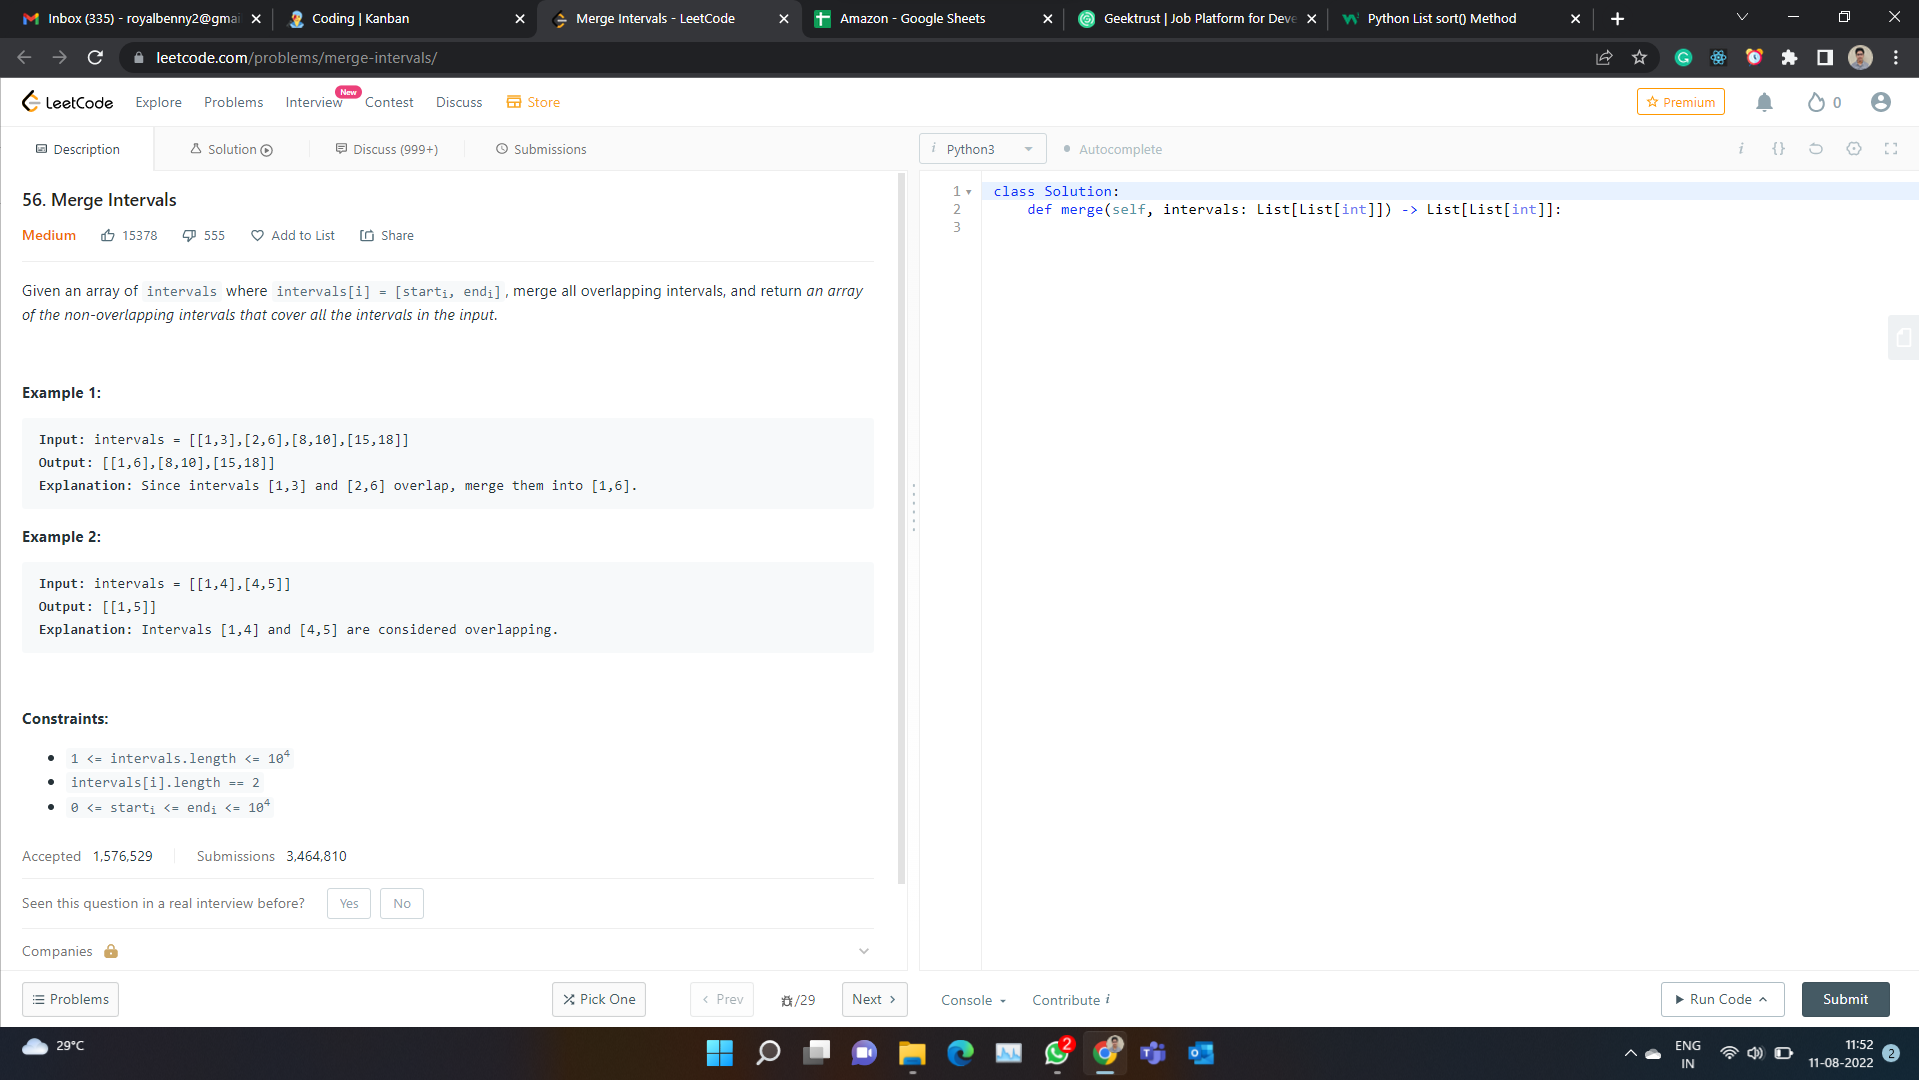 Inbox (335) - royalbenny2@gmai
Coding | Kanban
Merge Intervals - LeetCode
Amazon - Google Sheets
Geektrust | Job Platform for Deve
Python List sort() Method
leetcode.com/problems/merge-intervals/
LeetCode
Explore
Problems
Interview
New
Contest
Discuss
Store
Premium
0
Description
Solution
Discuss (999+)
Submissions
i Python3
Autocomplete
i {}
56. Merge Intervals
Medium
15378
555
Add to List
Share
Given an array of intervals where intervals[i] = [starti, endi], merge all overlapping intervals, and return an array
of the non-overlapping intervals that cover all the intervals in the input.
Example 1:
Input: intervals = [[1,3],[2,6],[8,10],[15,18]]
Output: [[1,6],[8,10],[15,18]]
Explanation: Since intervals [1,3] and [2,6] overlap, merge them into [1,6].
Example 2:
Input: intervals = [[1,4],[4,5]]
Output: [[1,5]]
Explanation: Intervals [1,4] and [4,5] are considered overlapping.
Constraints:
1 <= intervals.length <= 10^4
intervals[i].length == 2
0 <= starti <= endi <= 10^4
Accepted 1,576,529
Submissions 3,464,810
Seen this question in a real interview before?
Yes
No
Companies
1 class Solution:
2 def merge(self, intervals: List[List[int]]) -> List[List[int]]:
3
Problems
Pick One
Prev
/29
Next
Console
Contribute i
Run Code
Submit
29°C
2
ENG
IN
11:52
11-08-2022
2